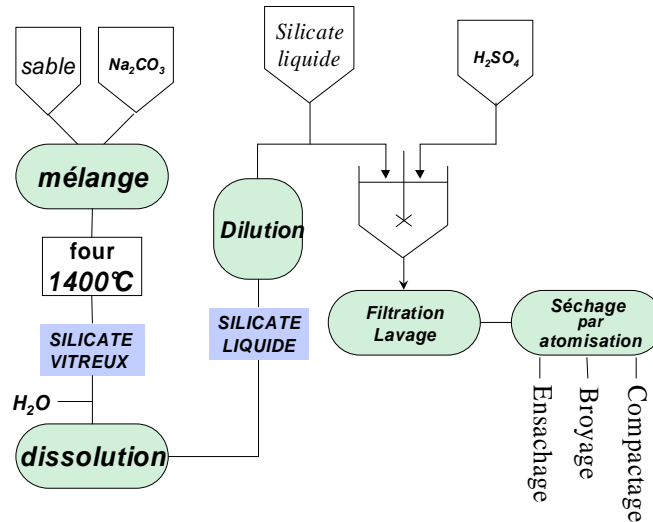 sable
Na₂CO₃
Silicate
liquide
H₂SO₄
mélange
four
1400°C
SILICATE
VITREUX
H₂O
dissolution
Dilution
SILICATE
LIQUIDE
Filtration
Lavage
Séchage
par
atomisation
Ensachage
Broyage
Compactage